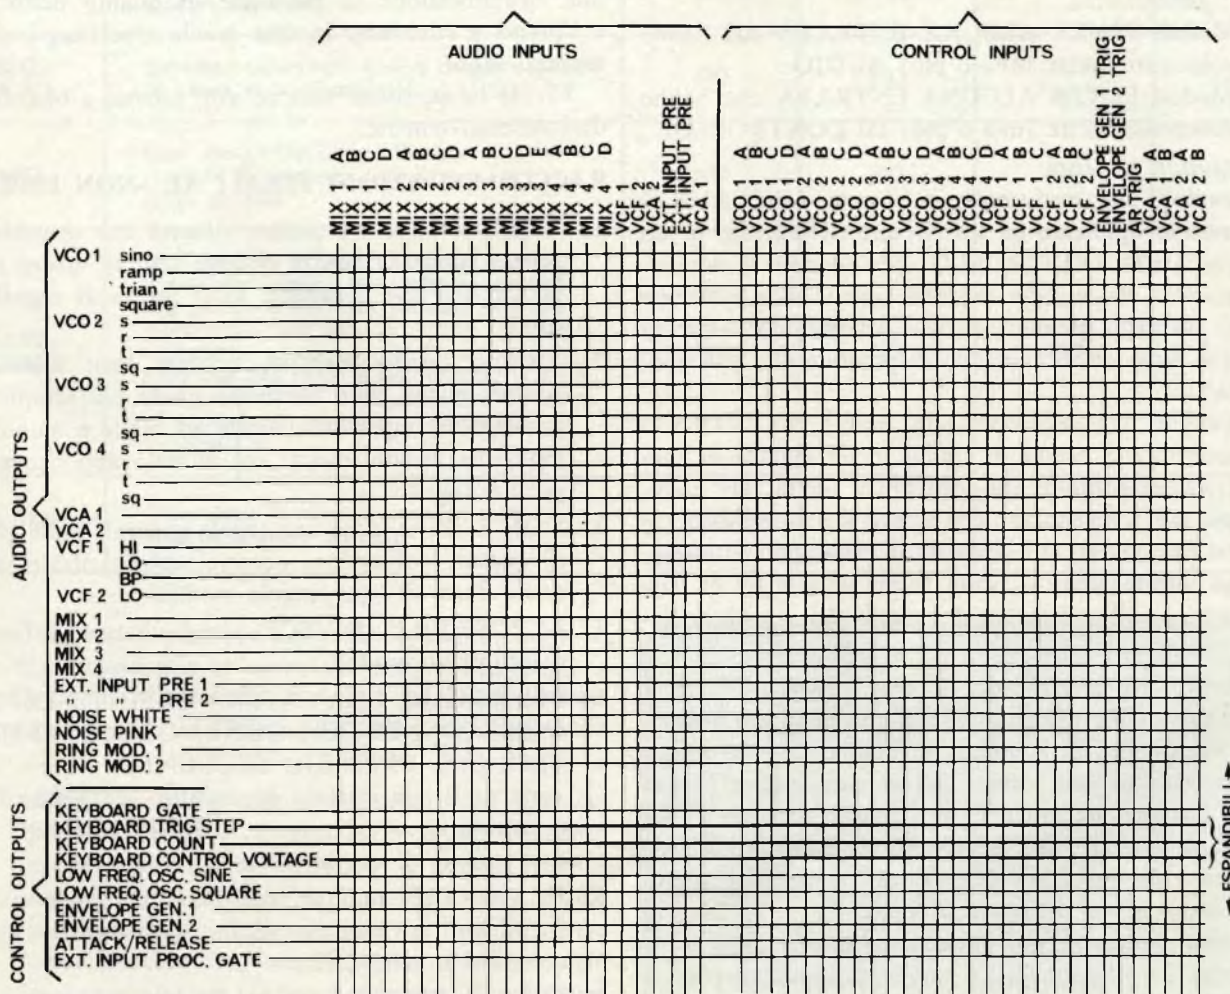 AUDIO INPUTS
CONTROL INPUTS
MIX 1 A
MIX 1 B
MIX 1 C
MIX 1 D
MIX 2 A
MIX 2 B
MIX 2 C
MIX 2 D
MIX 3 A
MIX 3 B
MIX 3 C
MIX 3 D
MIX 3 E
MIX 4 A
MIX 4 B
MIX 4 C
MIX 4 D
VCF 1
VCF 2
VCA 2
EXT. INPUT PRE
EXT. INPUT PRE
VCA 1
VCO 1 A
VCO 1 B
VCO 1 C
VCO 1 D
VCO 2 A
VCO 2 B
VCO 2 C
VCO 2 D
VCO 3 A
VCO 3 B
VCO 3 C
VCO 3 D
VCO 4 A
VCO 4 B
VCO 4 C
VCO 4 D
VCF 1 A
VCF 1 B
VCF 1 C
VCF 2 A
VCF 2 B
VCF 2 C
ENVELOPE GEN 1 TRIG
ENVELOPE GEN 2 TRIG
AR TRIG
VCA 1 A
VCA 1 B
VCA 2 A
VCA 2 B
AUDIO OUTPUTS
VCO 1 sino
ramp
trian
square
VCO 2 s
r
t
sq
VCO 3 s
r
t
sq
VCO 4 s
r
t
sq
VCA 1
VCA 2
VCF 1 HI
LO
BP
VCF 2 LO
MIX 1
MIX 2
MIX 3
MIX 4
EXT. INPUT PRE 1
" PRE 2
NOISE WHITE
NOISE PINK
RING MOD. 1
RING MOD. 2
CONTROL OUTPUTS
KEYBOARD GATE
KEYBOARD TRIG STEP
KEYBOARD COUNT
KEYBOARD CONTROL VOLTAGE
LOW FREQ. OSC. SINE
LOW FREQ. OSC. SQUARE
ENVELOPE GEN.1
ENVELOPE GEN.2
ATTACK/RELEASE
EXT. INPUT PROC. GATE
ESPANDIBILI